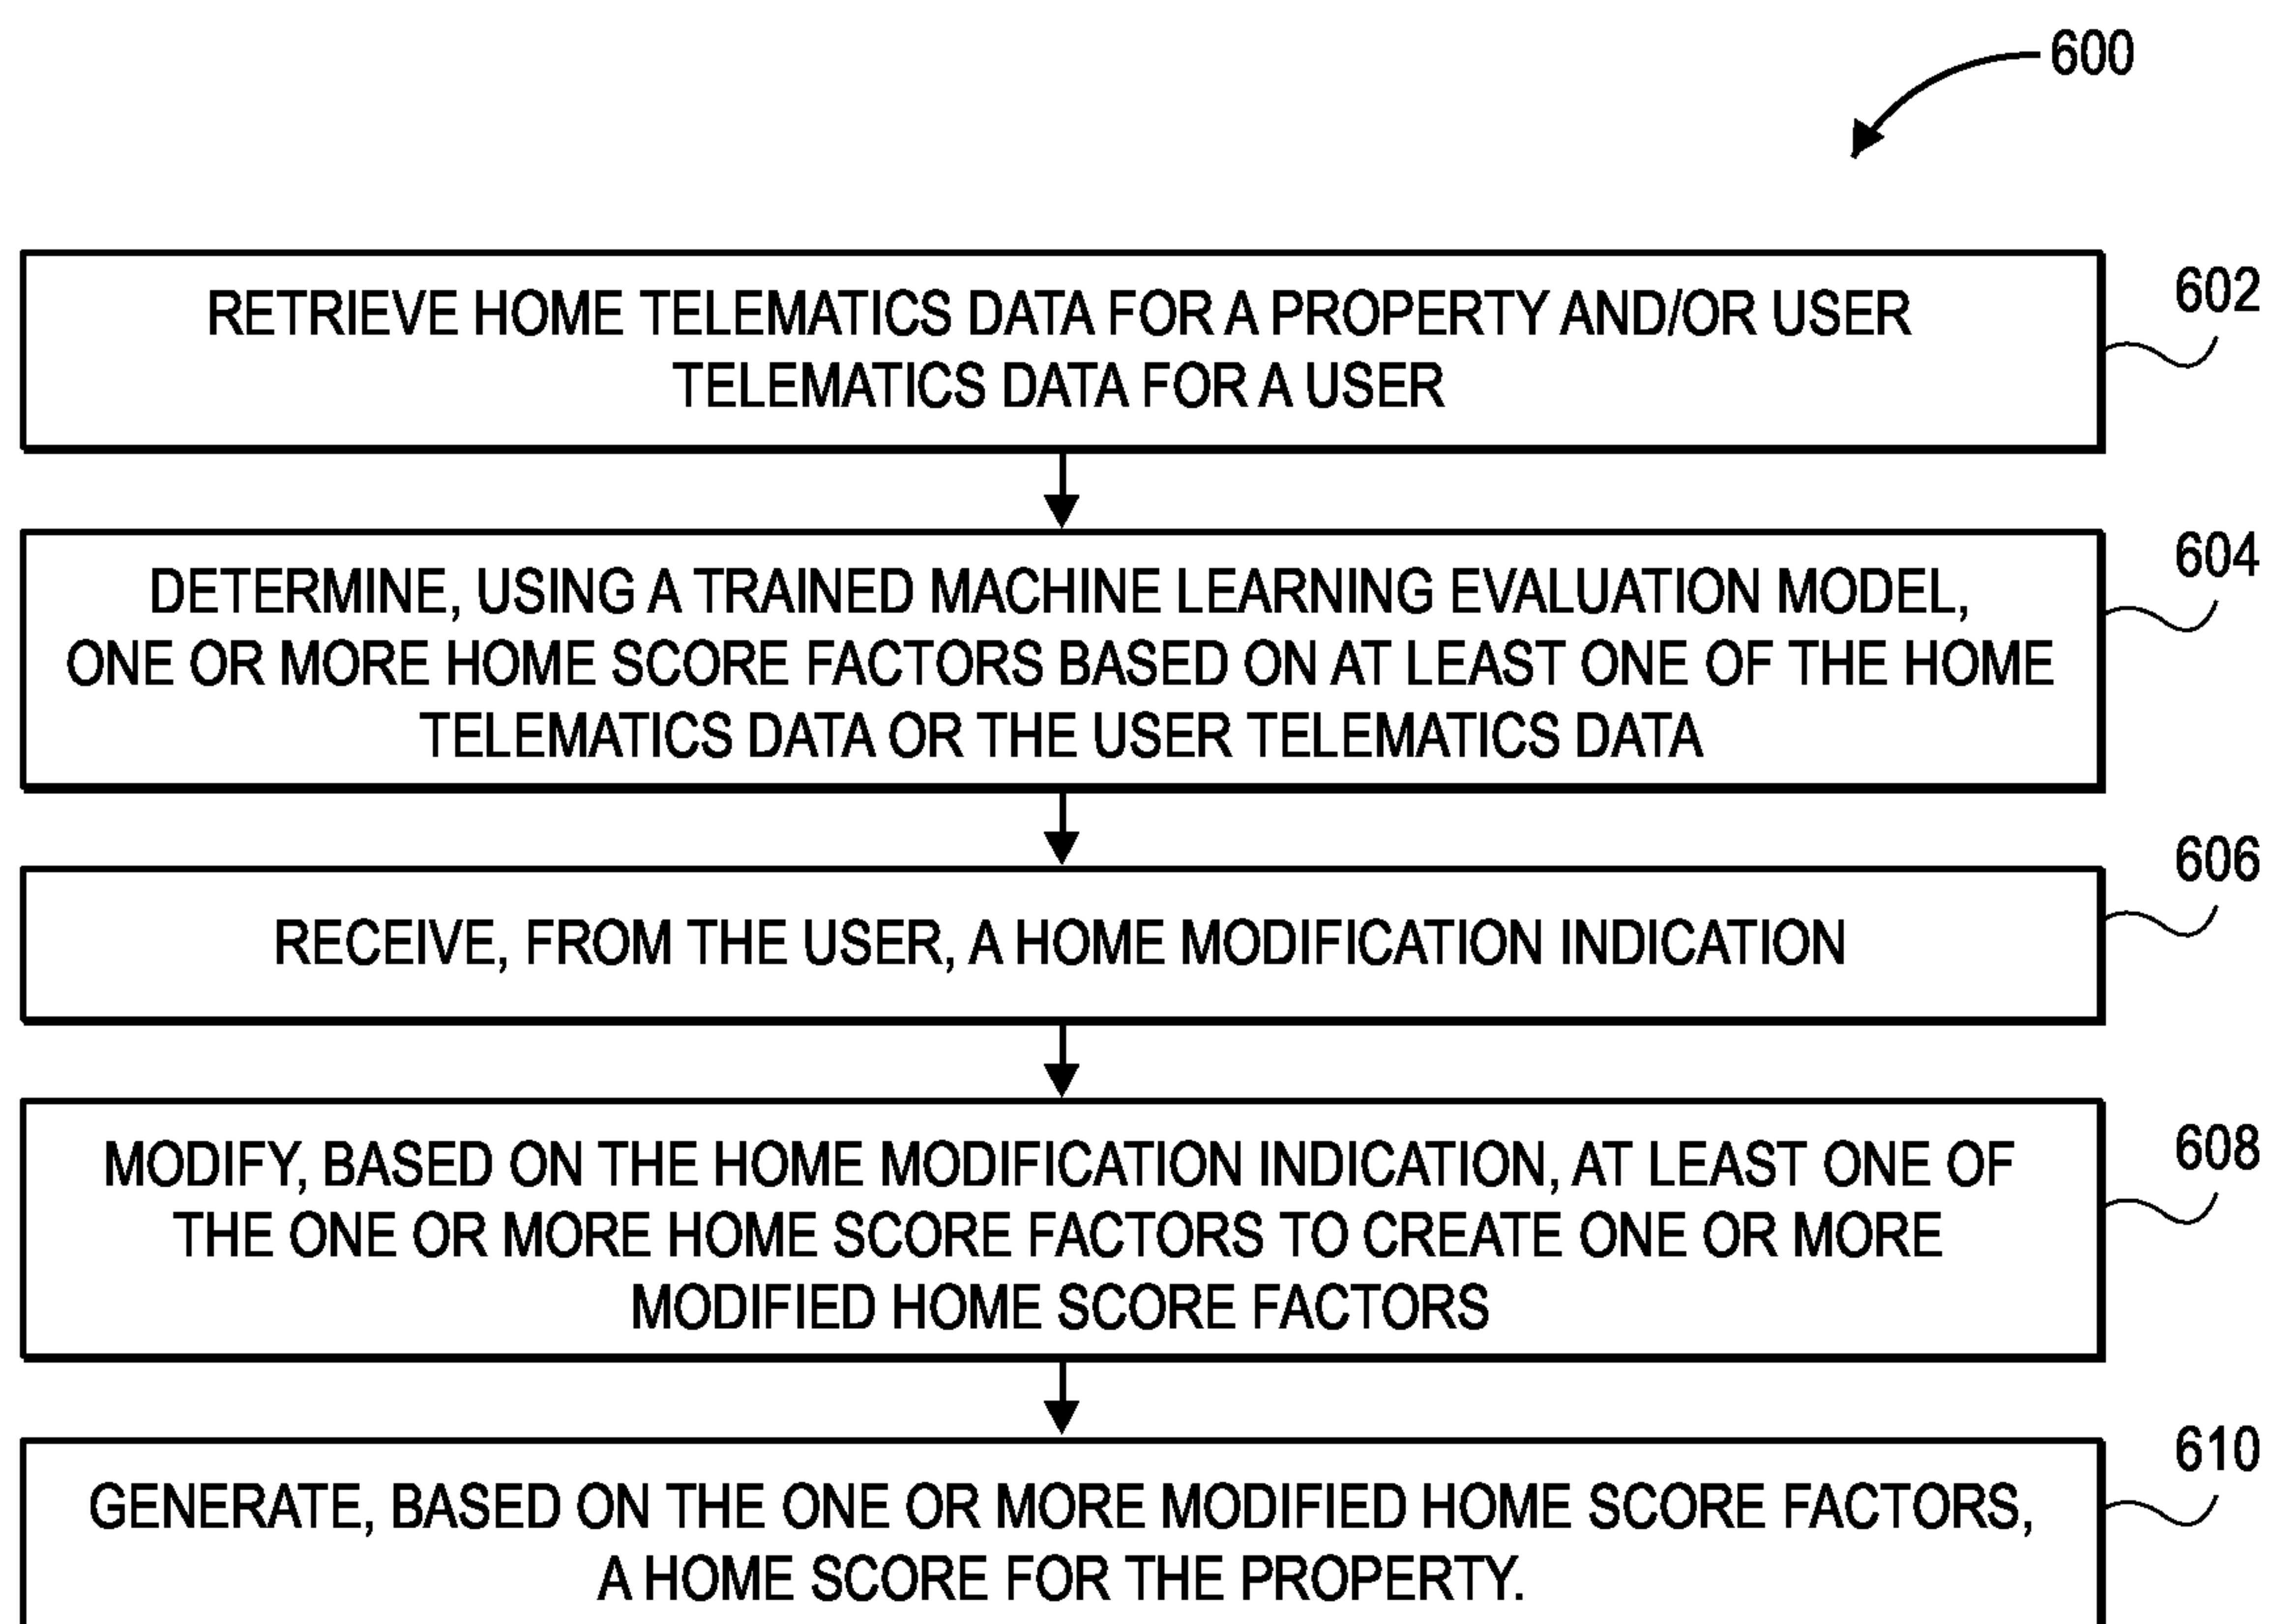 600
RETRIEVE HOME TELEMATICS DATA FOR A PROPERTY AND/OR USER
TELEMATICS DATA FOR A USER
602
DETERMINE, USING A TRAINED MACHINE LEARNING EVALUATION MODEL,
ONE OR MORE HOME SCORE FACTORS BASED ON AT LEAST ONE OF THE HOME
TELEMATICS DATA OR THE USER TELEMATICS DATA
604
RECEIVE, FROM THE USER, A HOME MODIFICATION INDICATION
606
MODIFY, BASED ON THE HOME MODIFICATION INDICATION, AT LEAST ONE OF
THE ONE OR MORE HOME SCORE FACTORS TO CREATE ONE OR MORE
MODIFIED HOME SCORE FACTORS
608
GENERATE, BASED ON THE ONE OR MORE MODIFIED HOME SCORE FACTORS,
A HOME SCORE FOR THE PROPERTY.
610